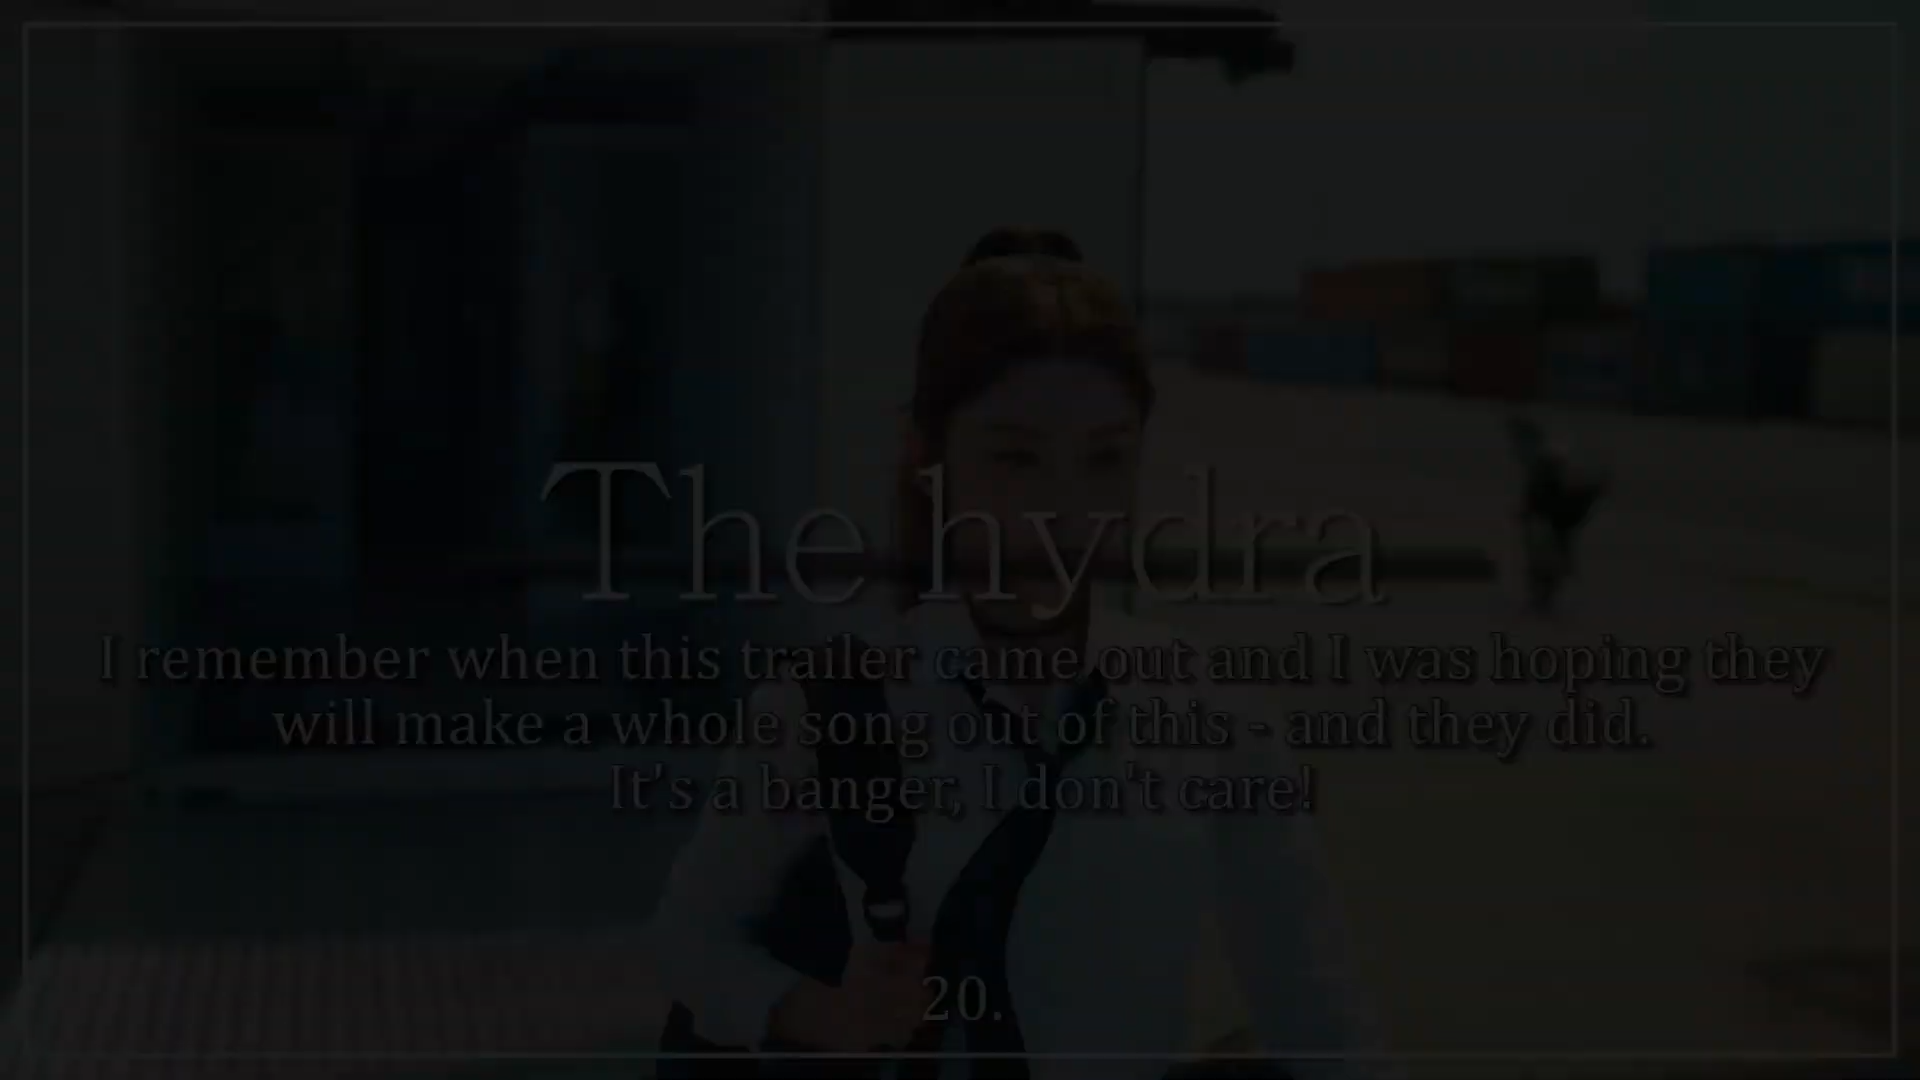 The hydra
I remember when this trailer came out and I was hoping they
will make a whole song out of this - and they did.
It's a banger, I don't care!
20.